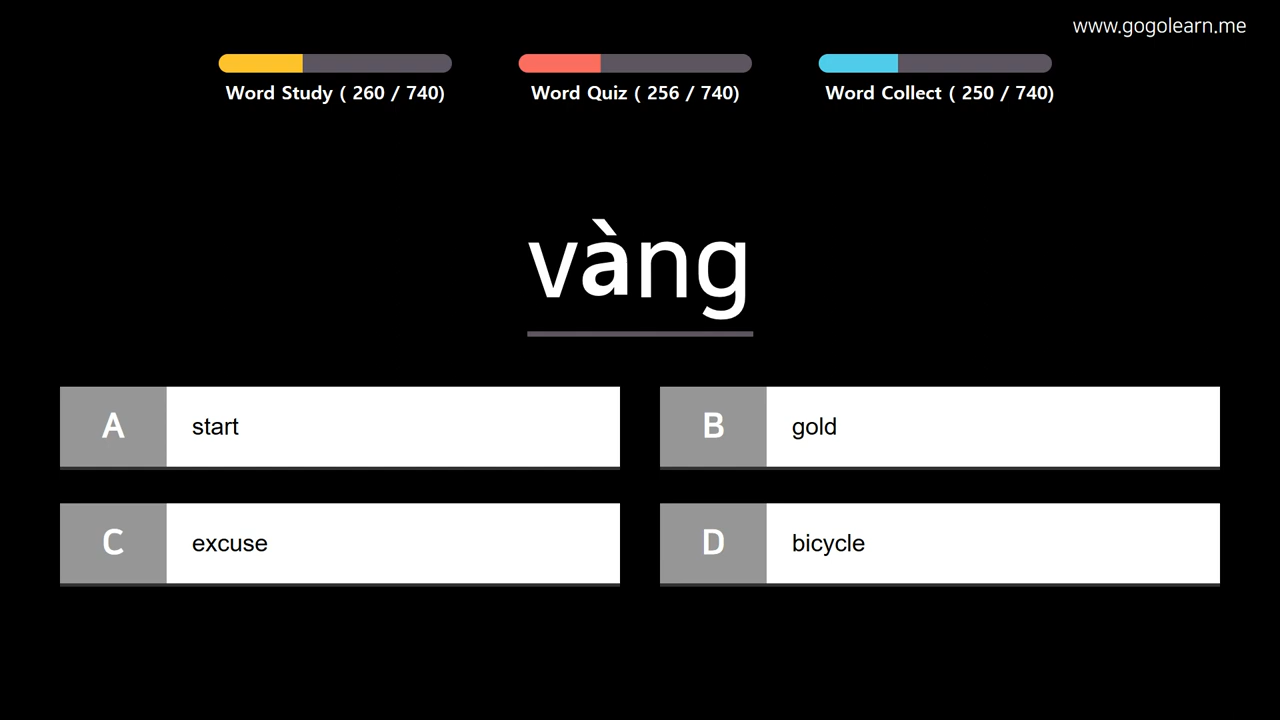 www.gogolearn.me
Word Study ( 260 / 740)
Word Quiz ( 256 / 740)
Word Collect ( 250 / 740)
vàng
A start
B gold
C excuse
D bicycle